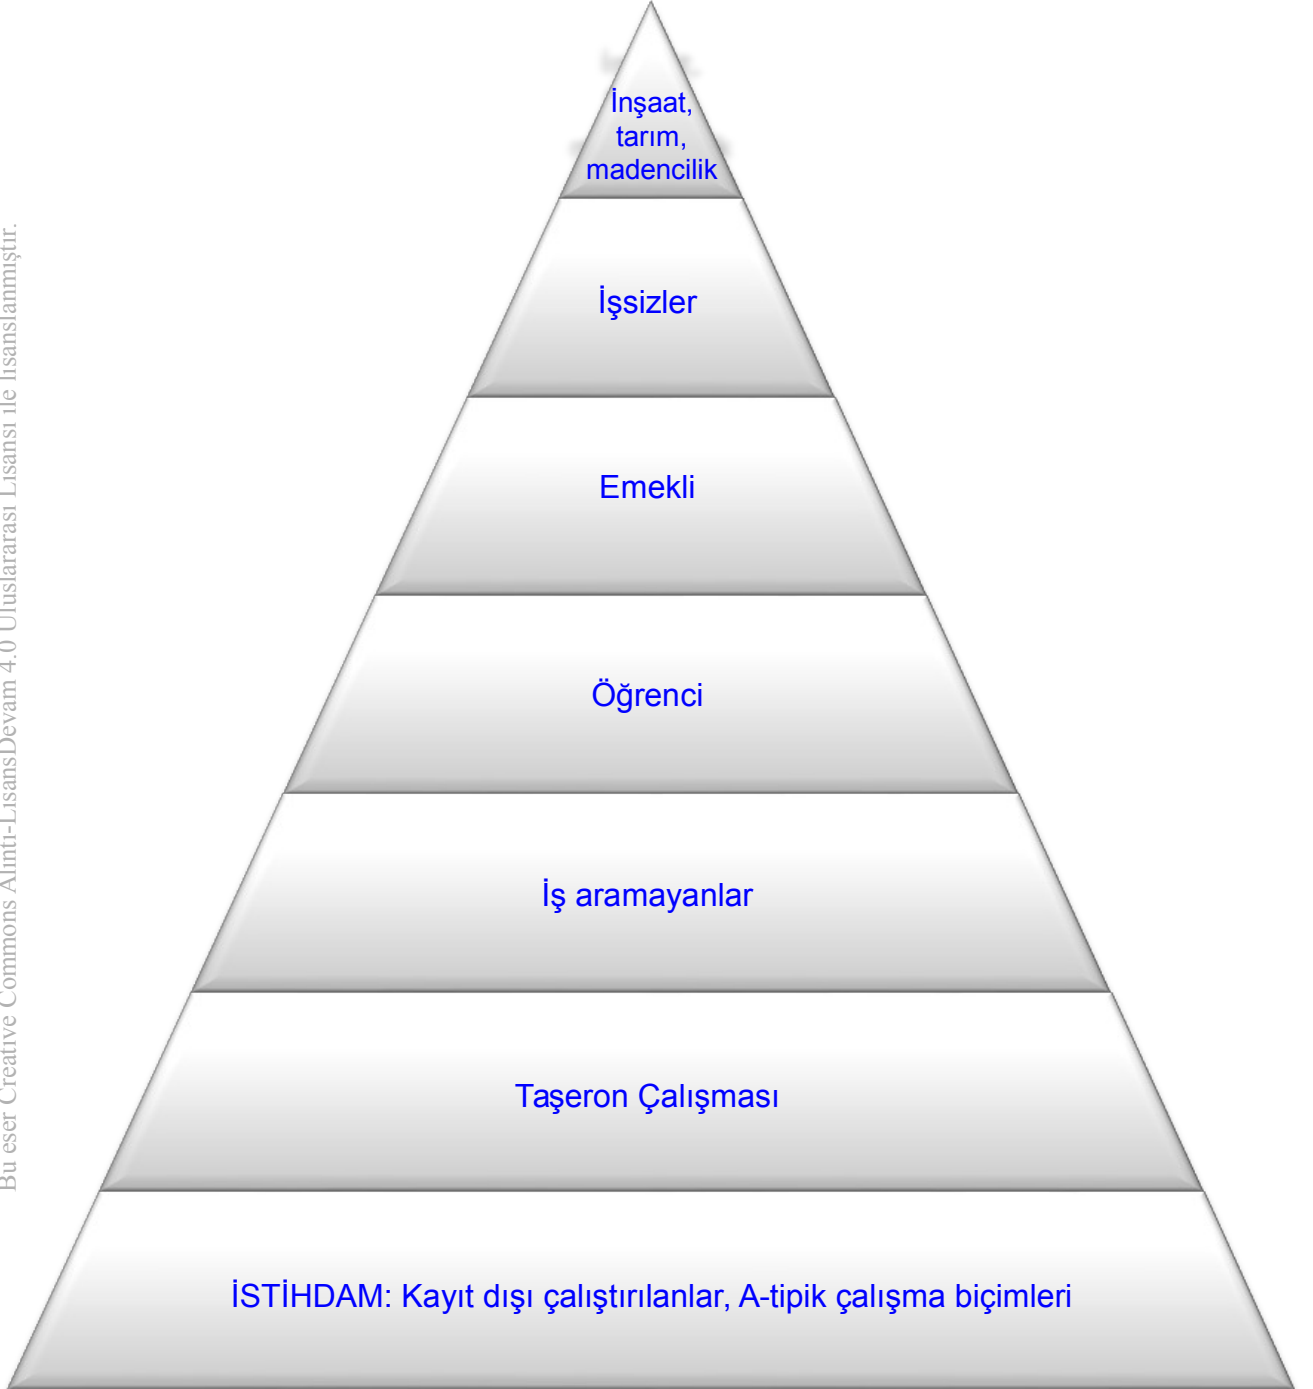 İnşaat,
tarım,
madencilik
İşsizler
Emekli
Öğrenci
İş aramayanlar
Taşeron Çalışması
İSTİHDAM: Kayıt dışı çalıştırılanlar, A-tipik çalışma biçimleri
Bu eser Creative Commons Alıntı-LisansDevam 4.0 Uluslararası Lisansı ile lisanslanmıştır.